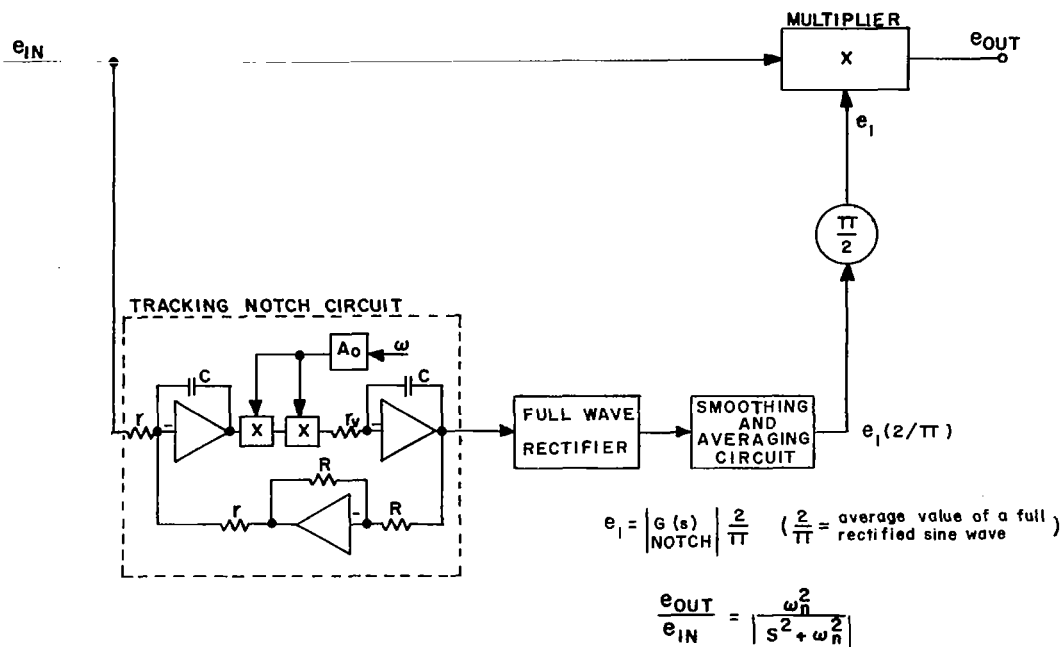 MULTIPLIER
e_IN
X
e_OUT
e_1
π/2
TRACKING NOTCH CIRCUIT
A_0
ω
C
C
r
-
X
X
r_v
-
R
r
-
R
FULL WAVE
RECTIFIER
SMOOTHING
AND
AVERAGING
CIRCUIT
e_1(2/π)
e_1 = |G(s) NOTCH| 2/π (2/π = average value of a full
rectified sine wave)
e_OUT/e_IN = ω_n^2/|S^2 + ω_n^2|